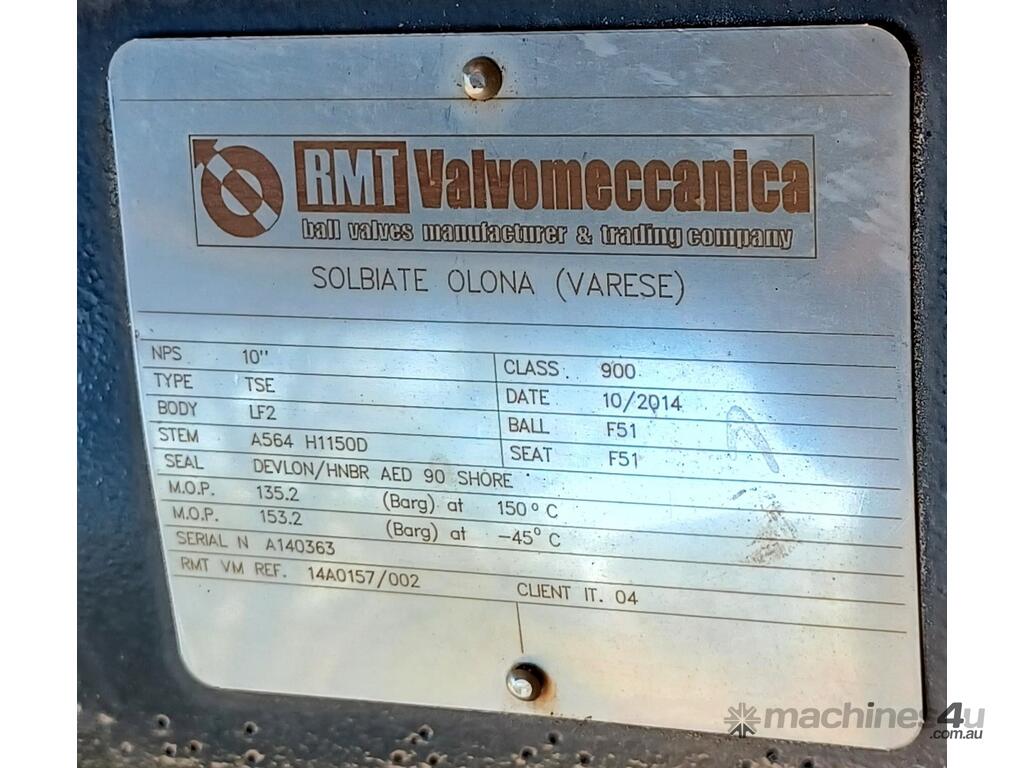 RMT Valvomeccanica
ball valves manufacturer & trading company
SOLBIATE OLONA (VARESE)
NPS 10" CLASS 900
TYPE TSE DATE 10/2014
BODY LF2 BALL F51
STEM A564 H1150D SEAT F51
SEAL DEVLON/HNBR AED 90 SHORE
M.O.P. 135.2 (Barg) at 150° C
M.O.P. 153.2 (Barg) at -45° C
SERIAL N A140363
RMT VM REF. 14A0157/002 CLIENT IT. 04
machines4u
.com.au